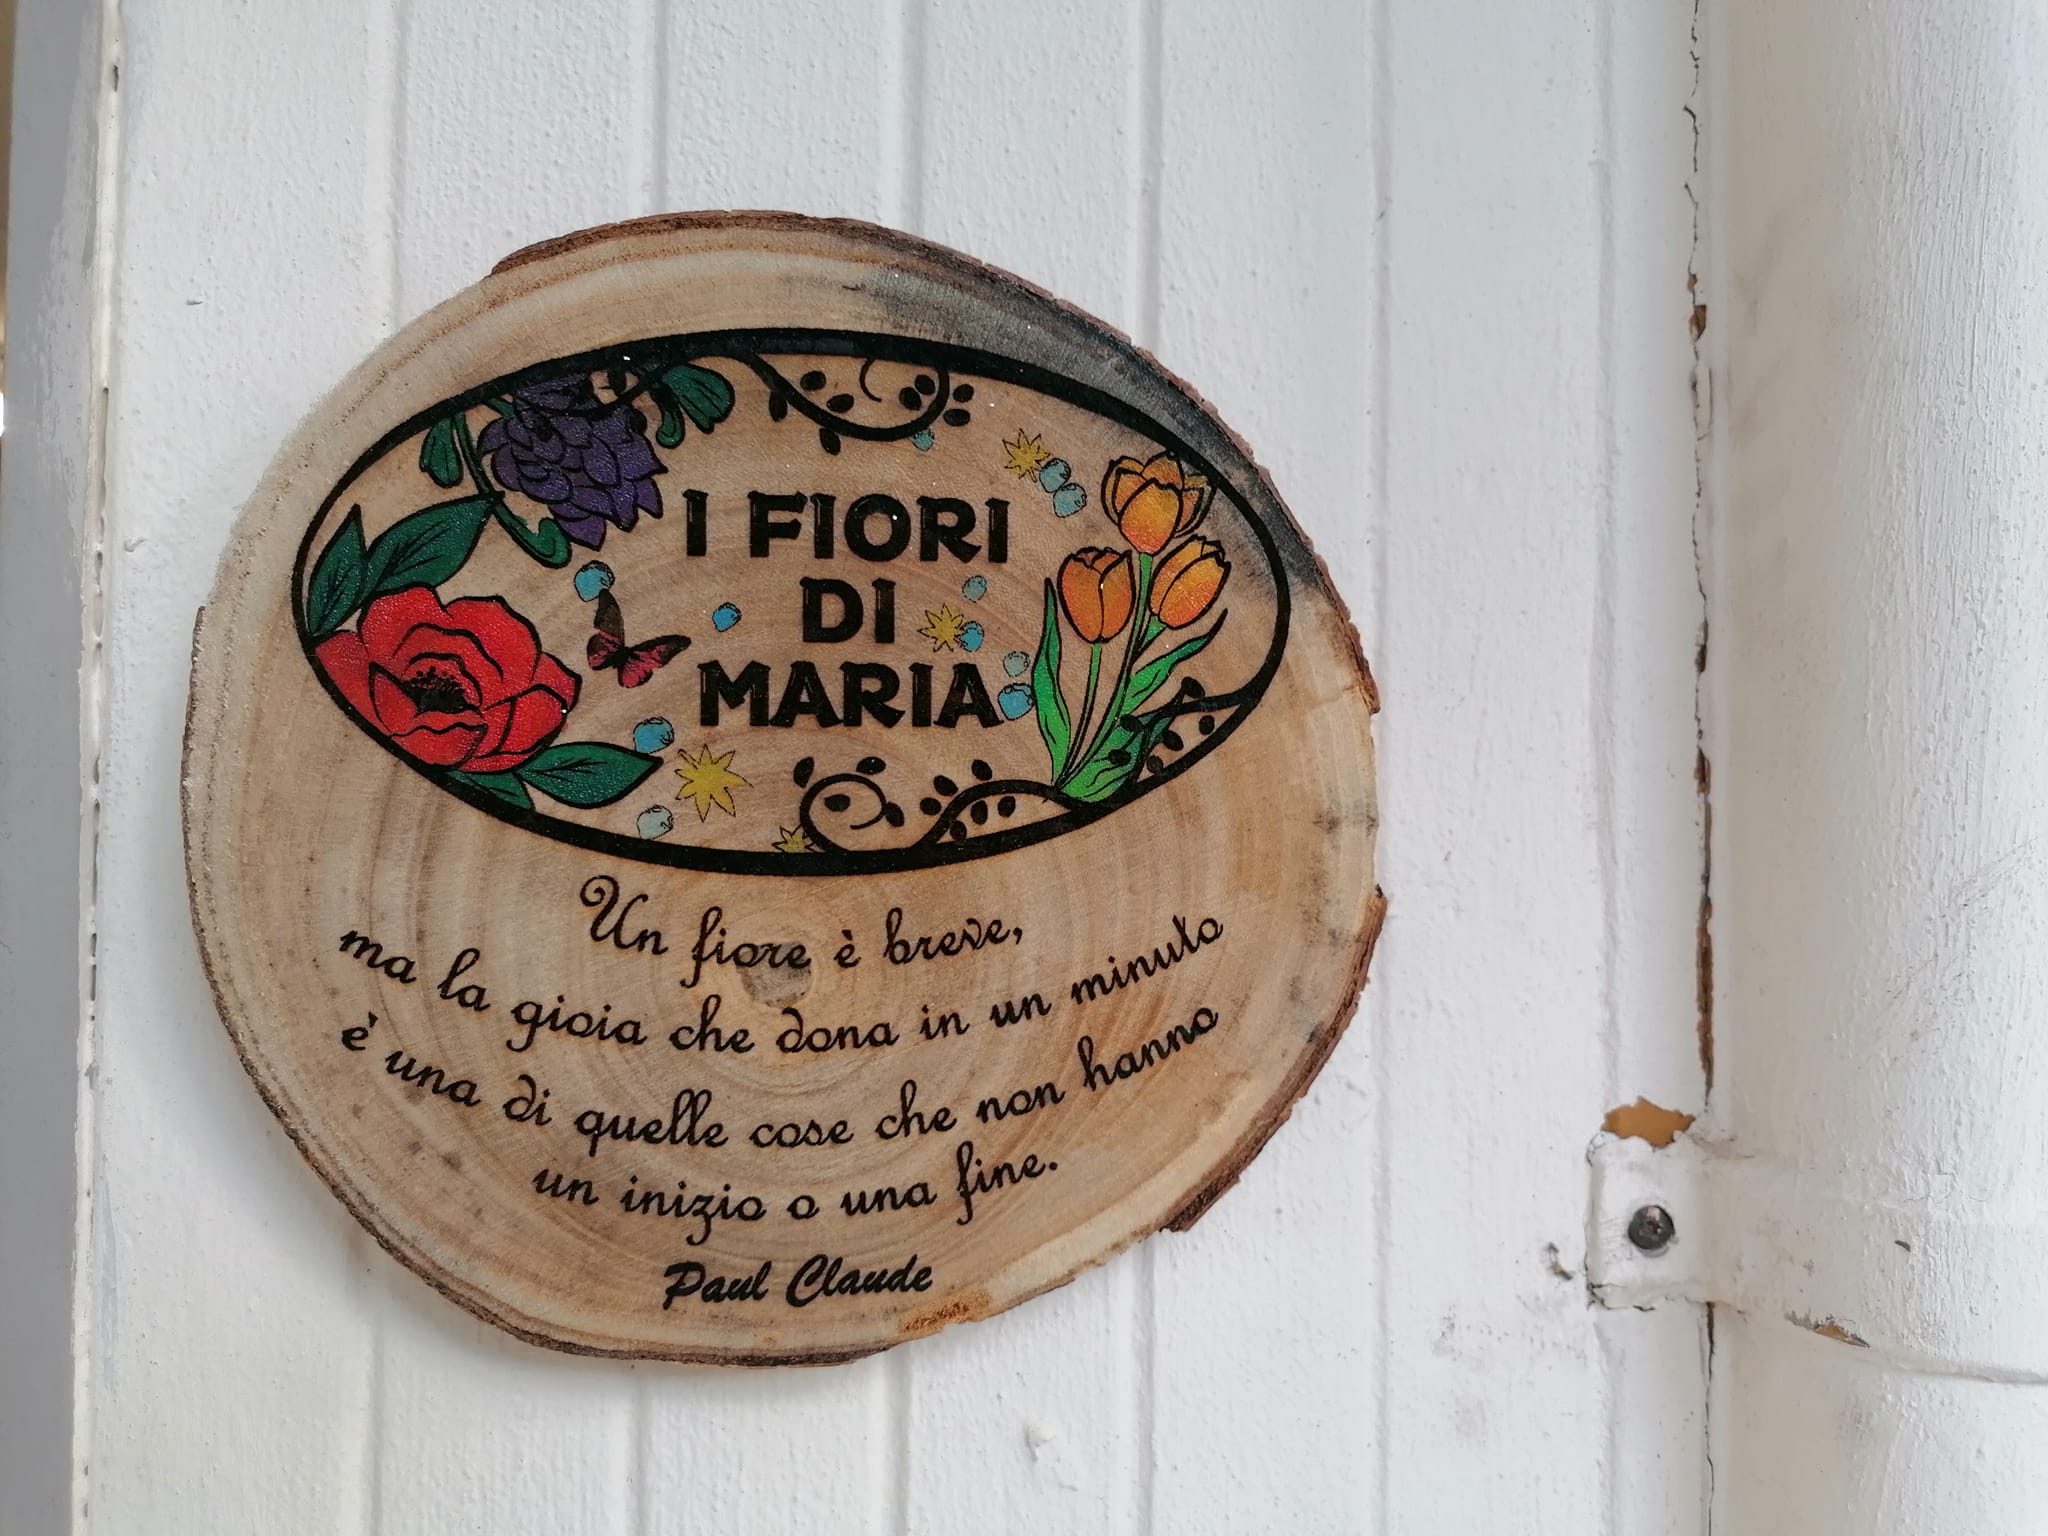 I FIORI
DI
MARIA
Un fiore è breve,
ma la gioia che dona in un minuto
è una di quelle cose che non hanno
un inizio o una fine.
Paul Claude